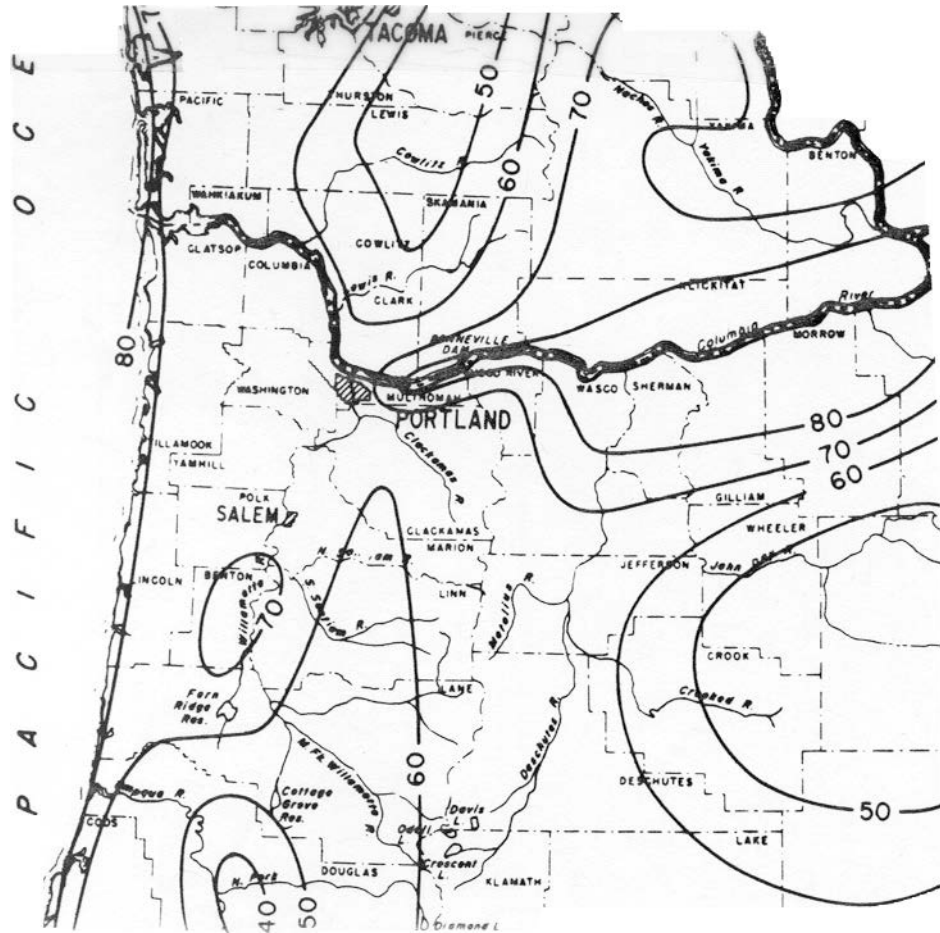 TACOMA
PIERCE
PACIFIC
THURSTON
LEWIS
50
70
60
Naches R.
YAKIMA
Yakima R.
BENTON
Cowlitz R.
WAHKIAKUM
SKAMANIA
CLATSOP
COLUMBIA
COWLITZ
Lewis R.
CLARK
KLICKITAT
Columbia River
MORROW
80
BONNEVILLE
DAM
HOOD RIVER
WASCO
SHERMAN
WASHINGTON
MULTNOMAH
PORTLAND
Clackamas R.
80
70
60
TILLAMOOK
YAMHILL
POLK
SALEM
CLACKAMAS
MARION
GILLIAM
WHEELER
JEFFERSON
John Day R.
N. Santiam R.
LINCOLN
BENTON
Willamette R.
70
S. Santiam R.
LINN
Metolius R.
CROOK
Crooked R.
Fern
Ridge
Res.
LANE
M. Fk. Willamette R.
60
Deschutes R.
DESCHUTES
50
Umpqua R.
Cottage
Grove
Res.
Davis
L.
Odell
L.
Crescent
L.
COOS
DOUGLAS
N. Fork
40
50
KLAMATH
LAKE
Diamond L
PACIFIC OCE